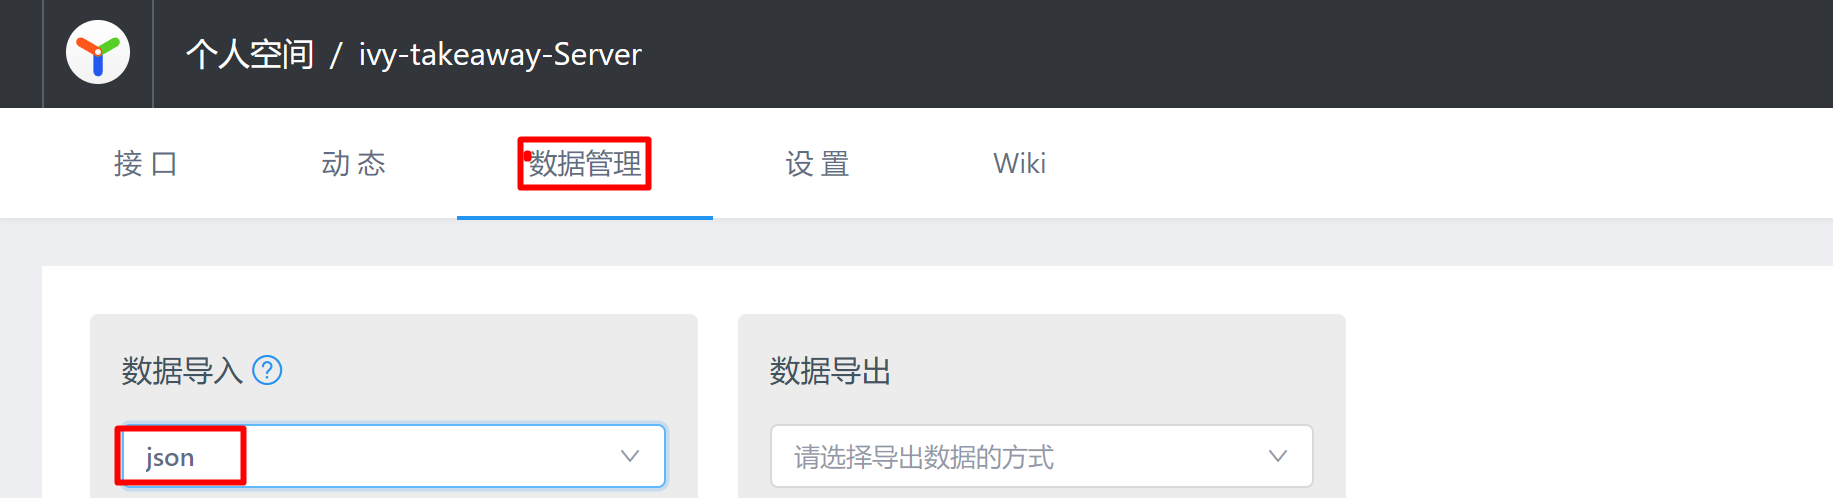 个人空间 / ivy-takeaway-Server
接 口 动 态 数据管理 设 置 Wiki
数据导入 ?
数据导出
json
请选择导出数据的方式